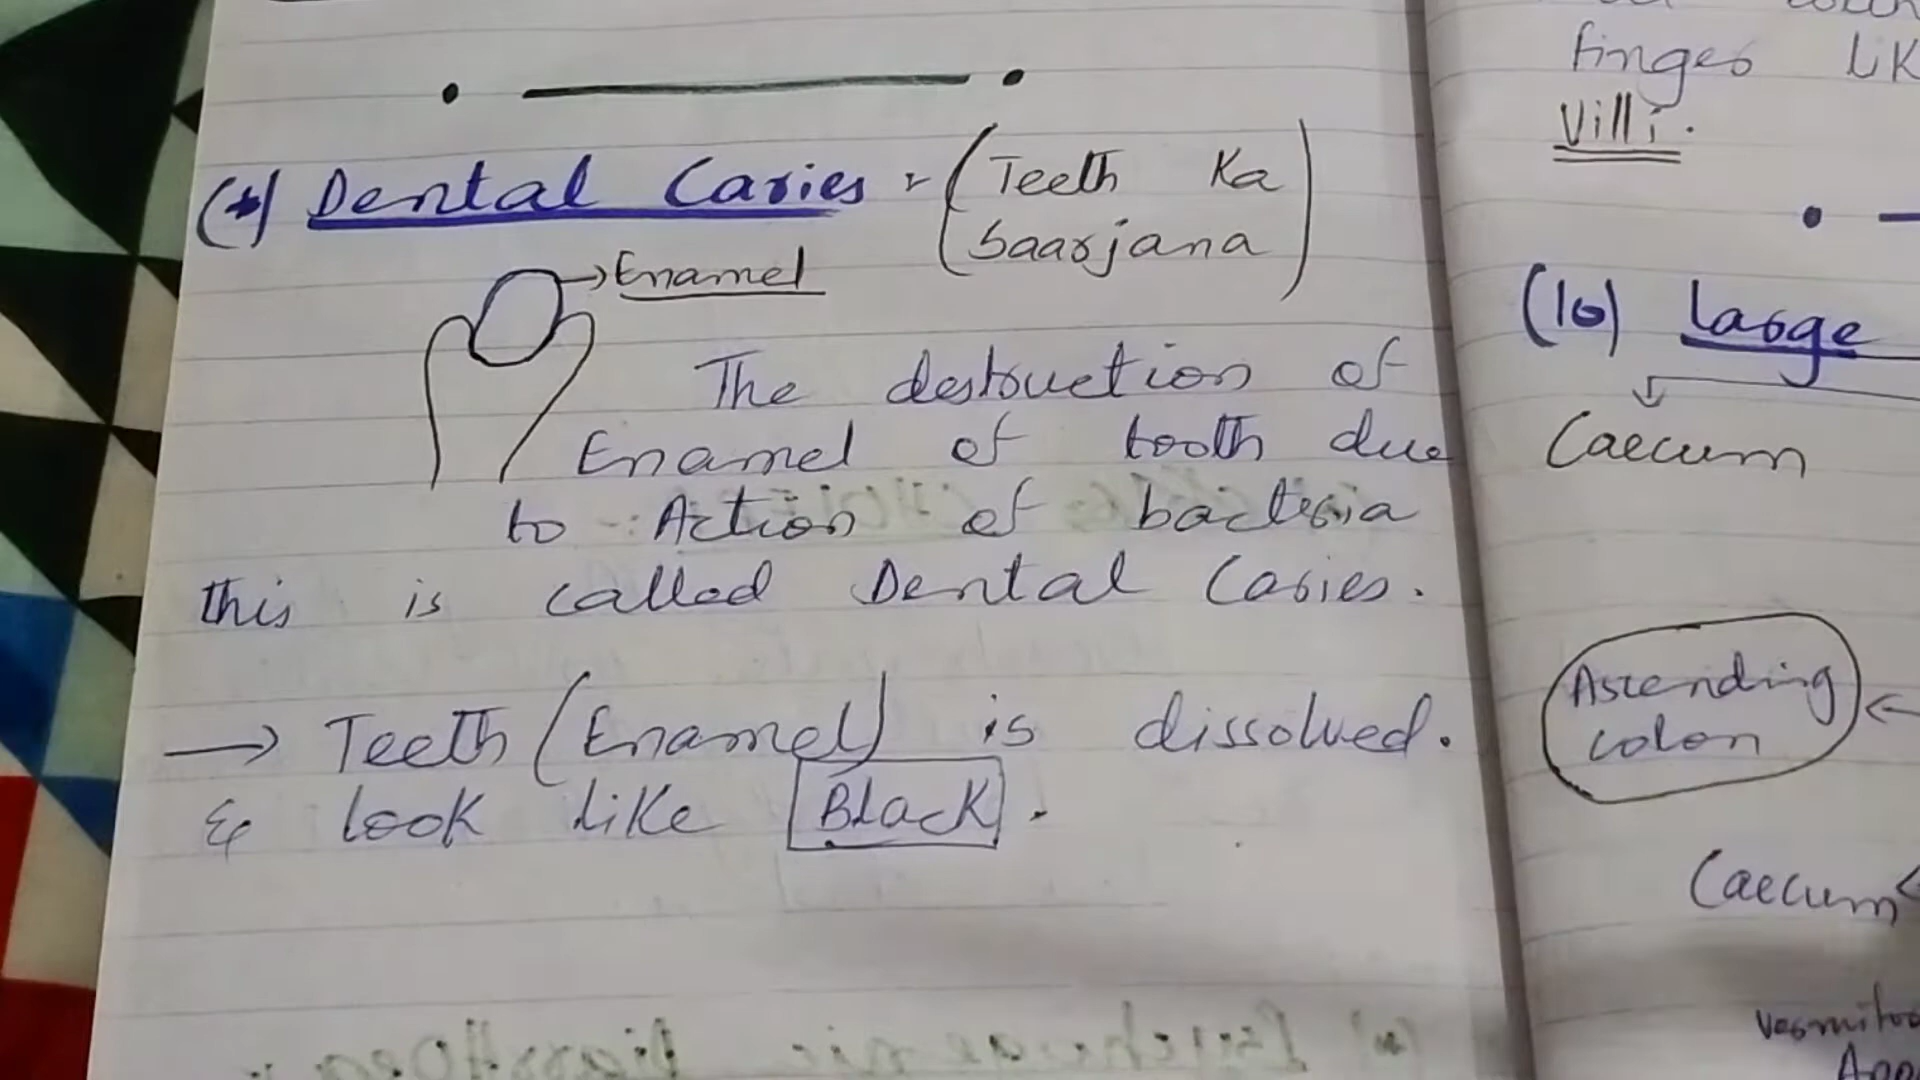 (*) Dental Caries :- (Teeth Ka
Saarjana)
→ Enamel
The destruction of
Enamel of tooth due
to Action of bacteria
this is called Dental Caries.
→ Teeth (Enamel) is dissolved.
& look like Black.
finger lik
Villi.
(10) Large
Caecum
Ascending
colon
Caecum